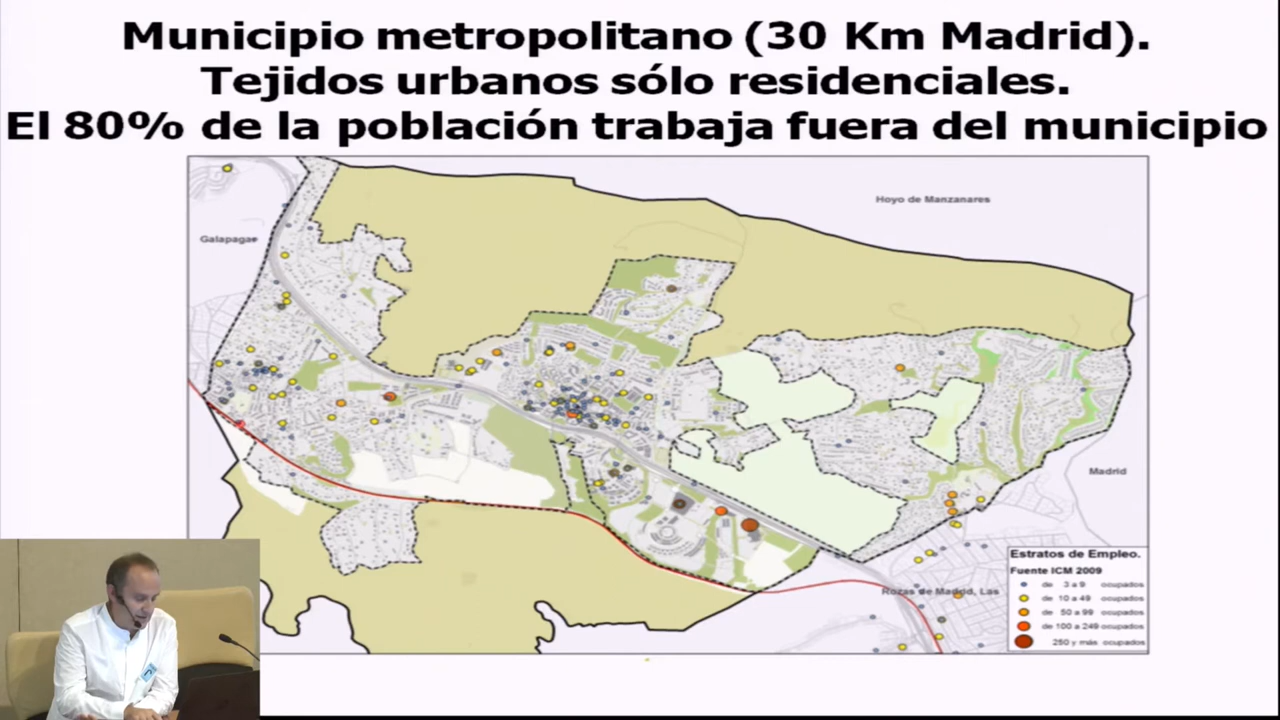 Municipio metropolitano (30 Km Madrid).
Tejidos urbanos sólo residenciales.
El 80% de la población trabaja fuera del municipio
Hoyo de Manzanares
Galapagar
Madrid
Rozas de Madrid, Las
Estratos de Empleo.
Fuente ICM 2009
de 3 a 9 ocupados
de 10 a 49 ocupados
de 50 a 99 ocupados
de 100 a 249 ocupados
250 y más ocupados